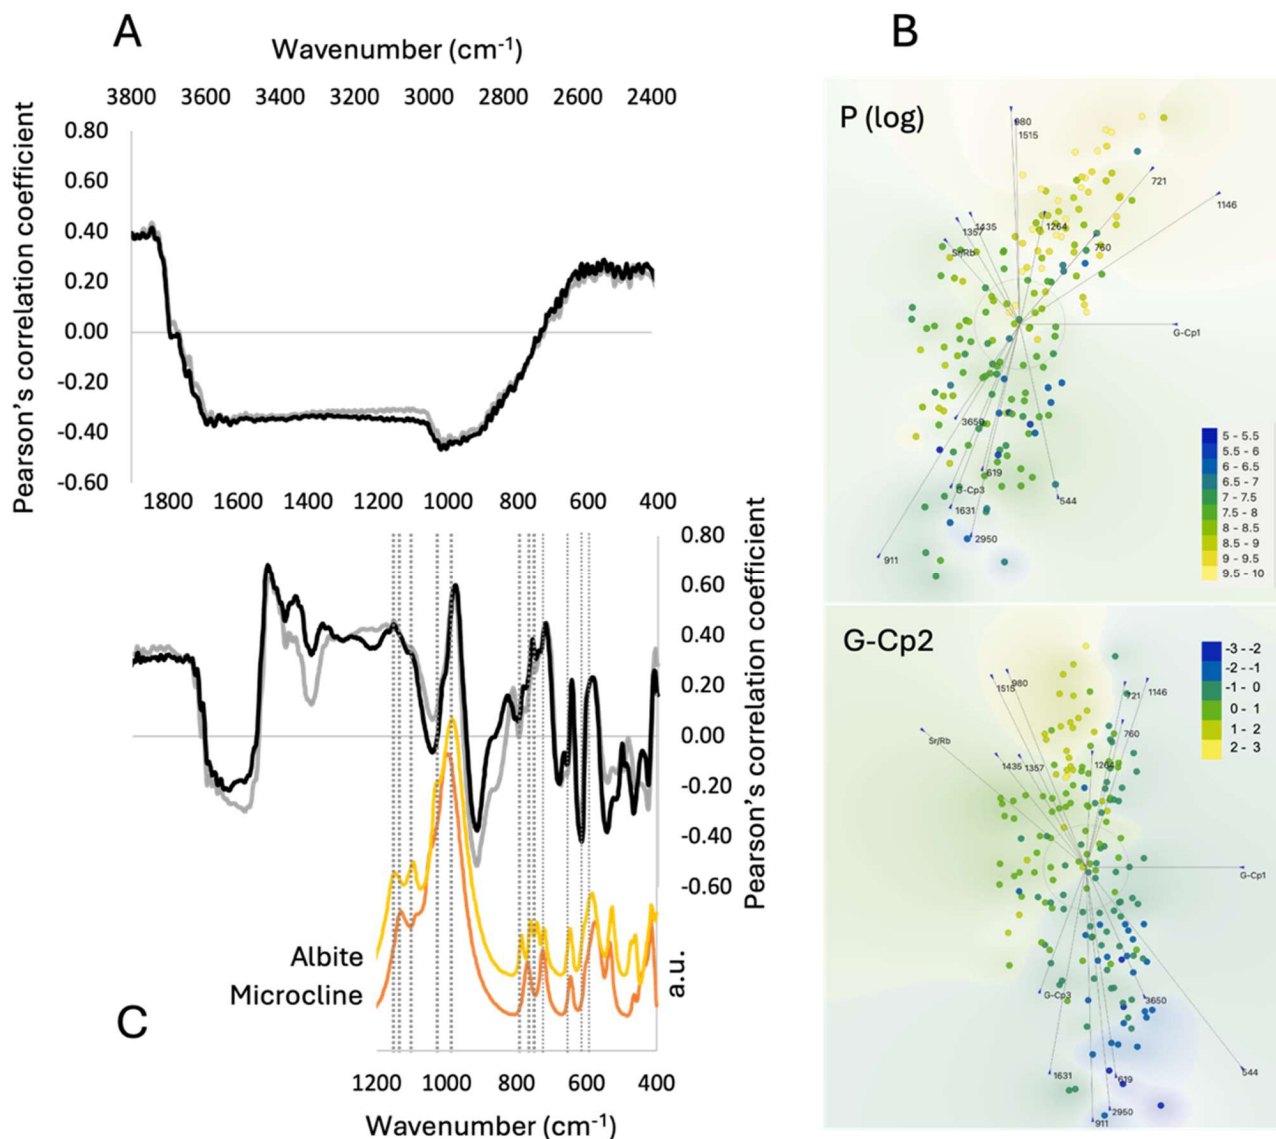 A
B
Wavenumber (cm-1)
3800 3600 3400 3200 3000 2800 2600 2400
Pearson's correlation coefficient
0.80
0.60
0.40
0.20
0.00
-0.20
-0.40
-0.60
1800 1600 1400 1200 1000 800 600 400
0.80
0.60
0.40
0.20
0.00
-0.20
-0.40
-0.60
Pearson's correlation coefficient
Albite
Microcline
a.u.
C
1200 1000 800 600 400
Wavenumber (cm-1)
P (log)
980
1515
721
1146
1435
1357
1264
760
Sr/Rb
G-Cp1
3650
619
G-Cp3
544
1631
2950
911
5 - 5.5
5.5 - 6
6 - 6.5
6.5 - 7
7 - 7.5
7.5 - 8
8 - 8.5
8.5 - 9
9 - 9.5
9.5 - 10
G-Cp2
-3 - -2
-2 - -1
-1 - 0
0 - 1
1 - 2
2 - 3
980
1515
721
1146
760
Sr/Rb
1435
1357
1264
G-Cp1
G-Cp3
3650
1631
619
544
2950
911